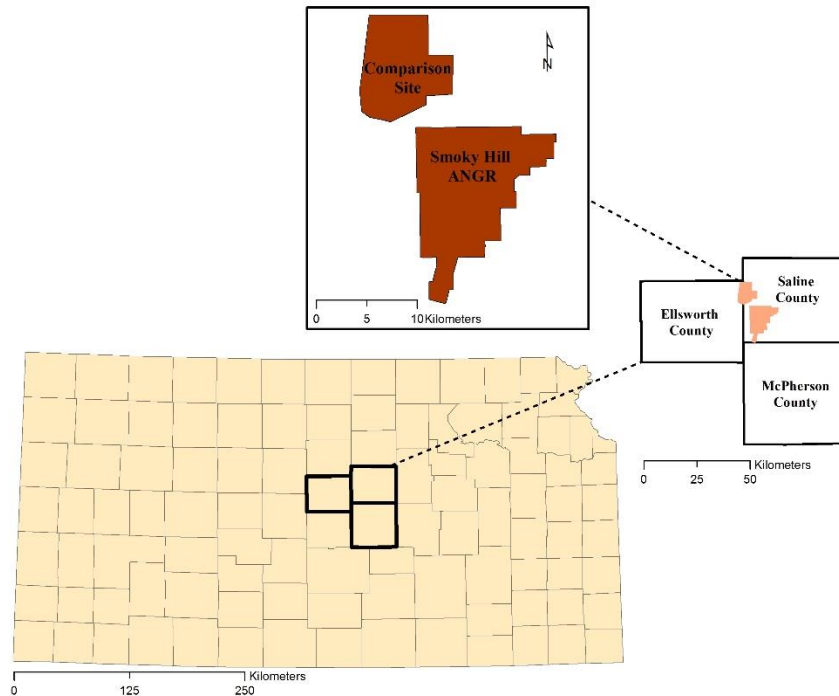 Comparison
Site
N
Smoky Hill
ANGR
0 5 10 Kilometers
Saline
County
Ellsworth
County
McPherson
County
0 25 50 Kilometers
0 125 250 Kilometers